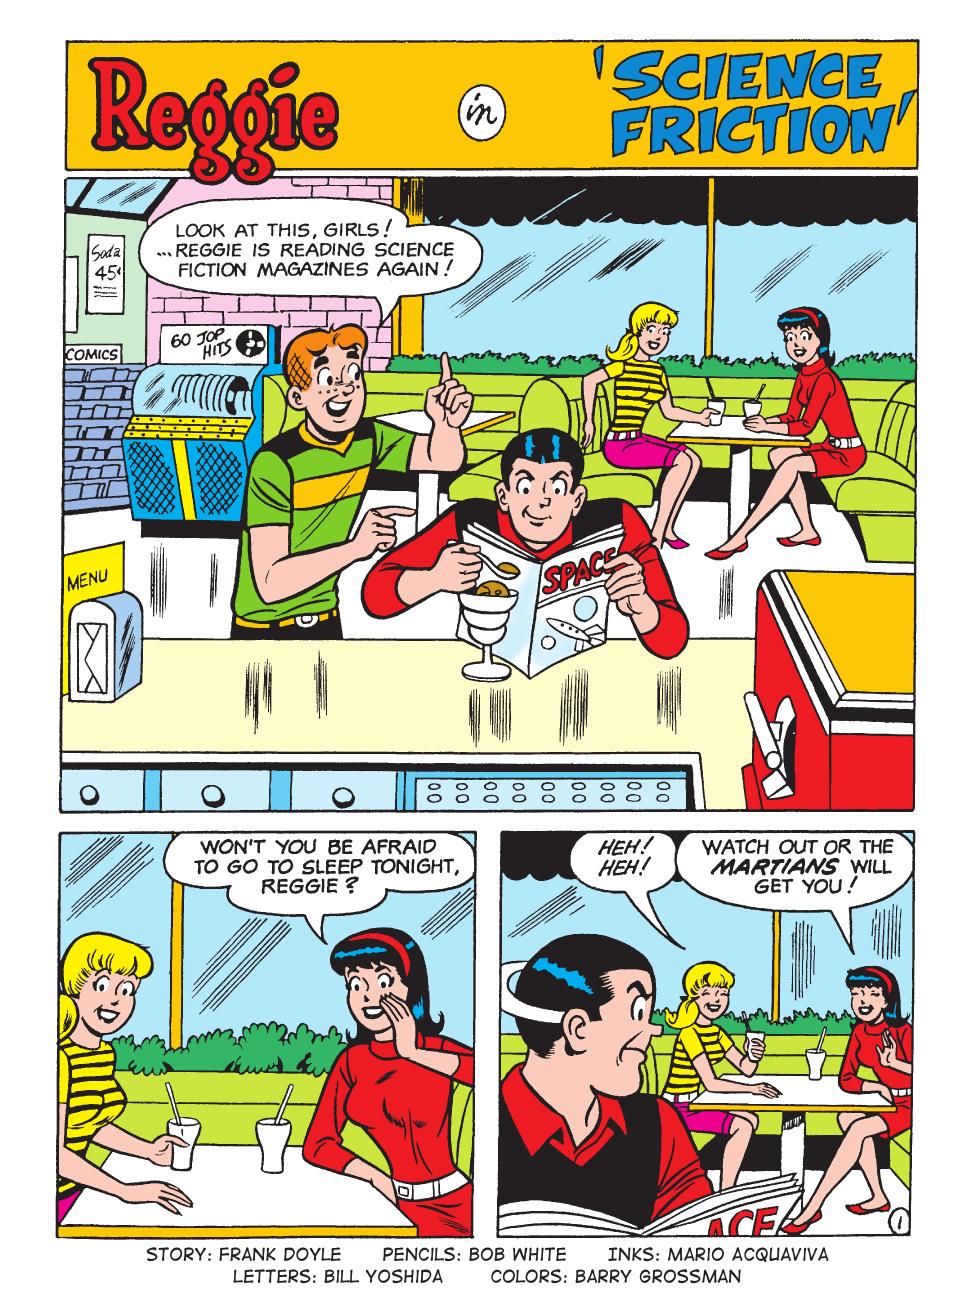 Reggie
in
'SCIENCE
FRICTION'
LOOK AT THIS, GIRLS!
...REGGIE IS READING SCIENCE
FICTION MAGAZINES AGAIN!
Soda
45¢
60 TOP
HITS
COMICS
MENU
SPACE
WON'T YOU BE AFRAID
TO GO TO SLEEP TONIGHT,
REGGIE?
HEH!
HEH!
WATCH OUT OR THE
MARTIANS WILL
GET YOU!
ACE
1
STORY: FRANK DOYLE PENCILS: BOB WHITE INKS: MARIO ACQUAVIVA
LETTERS: BILL YOSHIDA COLORS: BARRY GROSSMAN